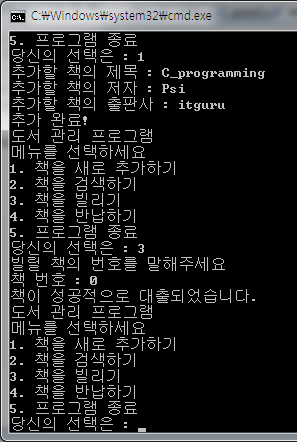 C:\Windows\system32\cmd.exe
5. 프로그램 종료
당신의 선택은 : 1
추가할 책의 제목 : C_programming
추가할 책의 저자 : Psi
추가할 책의 출판사 : itguru
추가 완료!
도서 관리 프로그램
메뉴를 선택하세요
1. 책을 새로 추가하기
2. 책을 검색하기
3. 책을 빌리기
4. 책을 반납하기
5. 프로그램 종료
당신의 선택은 : 3
빌릴 책의 번호를 말해주세요
책 번호 : 0
책이 성공적으로 대출되었습니다.
도서 관리 프로그램
메뉴를 선택하세요
1. 책을 새로 추가하기
2. 책을 검색하기
3. 책을 빌리기
4. 책을 반납하기
5. 프로그램 종료
당신의 선택은 : _